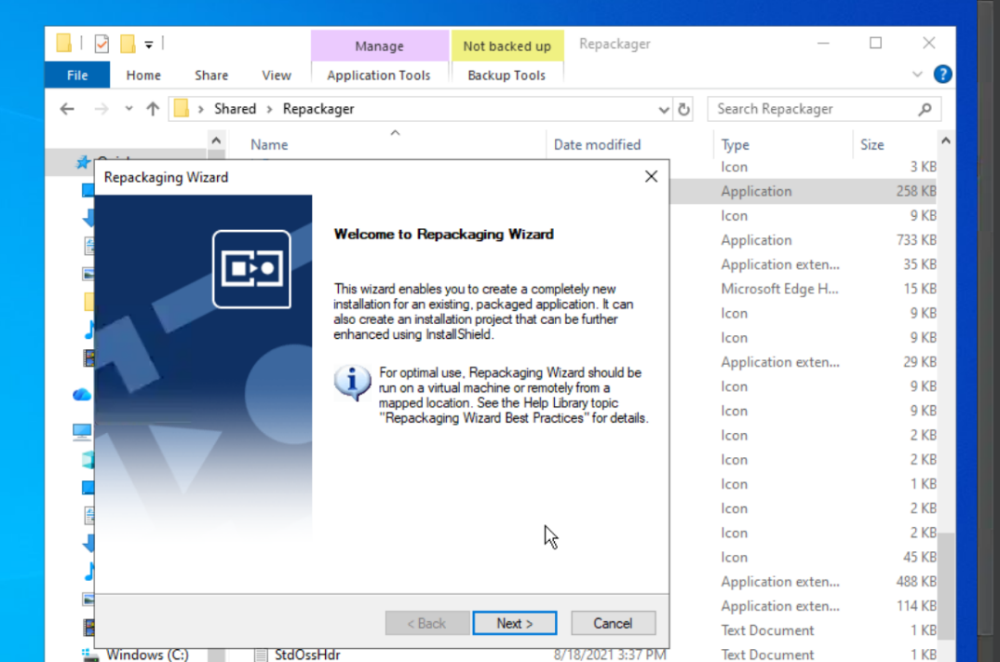 Manage
Not backed up
Repackager
File
Home
Share
View
Application Tools
Backup Tools
?
Shared > Repackager
Search Repackager
Name
Date modified
Type
Size
Icon 3 KB
Repackaging Wizard
Application 258 KB
Icon 9 KB
Welcome to Repackaging Wizard
Application 733 KB
Application exten... 35 KB
This wizard enables you to create a completely new
installation for an existing, packaged application. It can
also create an installation project that can be further
enhanced using InstallShield.
Microsoft Edge H... 15 KB
Icon 9 KB
Icon 9 KB
Application exten... 29 KB
For optimal use, Repackaging Wizard should be
run on a virtual machine or remotely from a
mapped location. See the Help Library topic
"Repackaging Wizard Best Practices" for details.
Icon 9 KB
Icon 9 KB
Icon 2 KB
Icon 2 KB
Icon 1 KB
Icon 2 KB
Icon 2 KB
Icon 45 KB
Application exten... 488 KB
Application exten... 114 KB
< Back
Next >
Cancel
Text Document 1 KB
Windows (C:)
StdOssHdr 8/18/2021 3:37 PM Text Document 1 KB